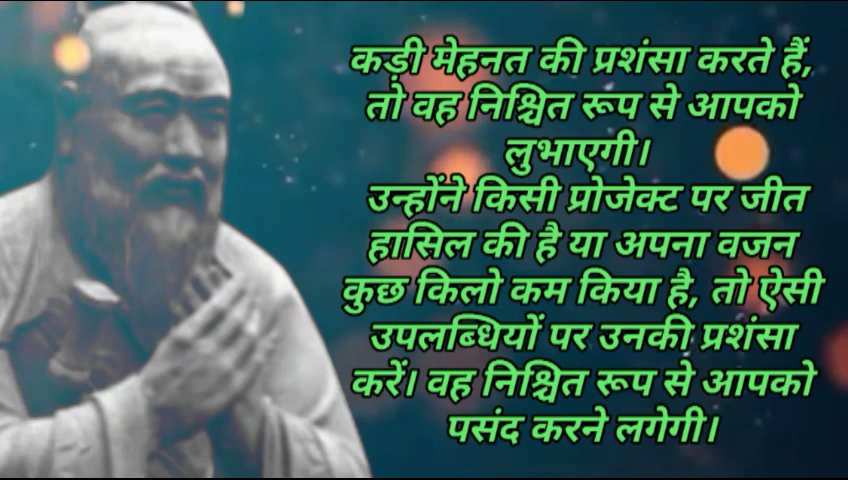 कड़ी मेहनत की प्रशंसा करते हैं,
तो वह निश्चित रूप से आपको
लुभाएगी।
उन्होंने किसी प्रोजेक्ट पर जीत
हासिल की है या अपना वजन
कुछ किलो कम किया है, तो ऐसी
उपलब्धियों पर उनकी प्रशंसा
करें। वह निश्चित रूप से आपको
पसंद करने लगेगी।